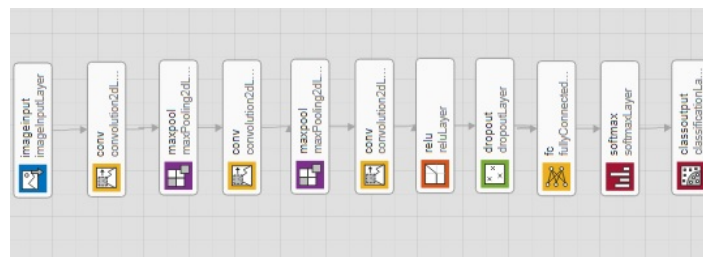 imageinput
imageInputLayer
conv
convolution2dL...
maxpool
maxPooling2dL...
conv
convolution2dL...
maxpool
maxPooling2dL...
conv
convolution2dL...
relu
reluLayer
dropout
dropoutLayer
fc
fullyConnected...
softmax
softmaxLayer
classoutput
classificationLa...